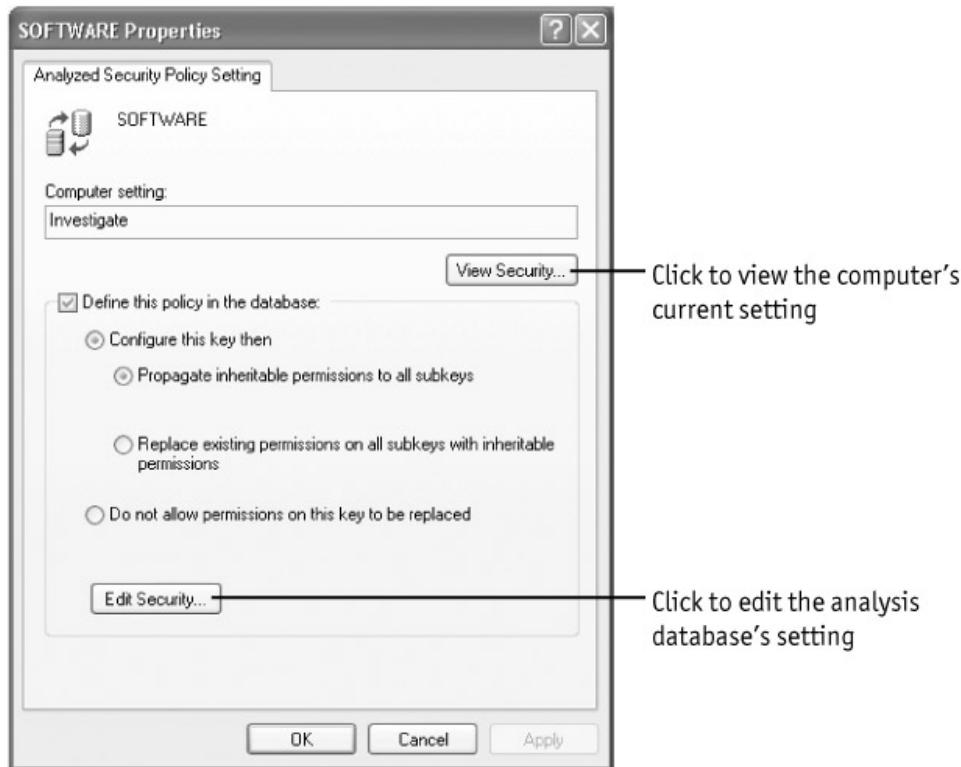 SOFTWARE Properties
Analyzed Security Policy Setting
SOFTWARE
Computer setting:
Investigate
View Security...
Click to view the computer's
current setting
Define this policy in the database:
Configure this key then
Propagate inheritable permissions to all subkeys
Replace existing permissions on all subkeys with inheritable
permissions
Do not allow permissions on this key to be replaced
Edit Security...
Click to edit the analysis
database's setting
OK
Cancel
Apply